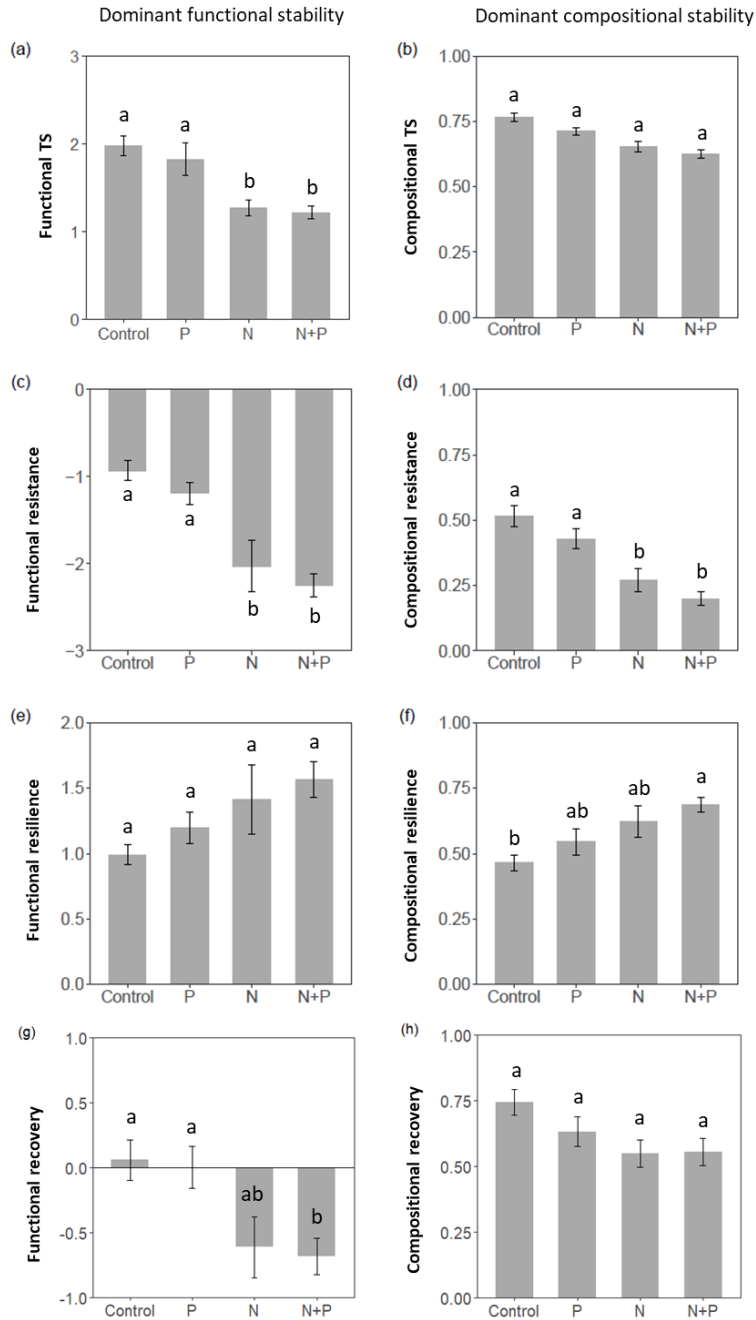 Dominant functional stability
Dominant compositional stability
(a)
Functional TS
3
2
1
0
a
a
b
b
Control P N N+P
(b)
Compositional TS
1.00
0.75
0.50
0.25
0.00
a
a
a
a
Control P N N+P
(c)
Functional resistance
0
−1
−2
−3
a
a
b
b
Control P N N+P
(d)
Compositional resistance
1.00
0.75
0.50
0.25
0.00
a
a
b
b
Control P N N+P
(e)
Functional resilience
2.0
1.5
1.0
0.5
0.0
a
a
a
a
Control P N N+P
(f)
Compositional resilience
1.00
0.75
0.50
0.25
0.00
b
ab
ab
a
Control P N N+P
(g)
Functional recovery
1.0
0.5
0.0
-0.5
-1.0
a
a
ab
b
Control P N N+P
(h)
Compositional recovery
1.00
0.75
0.50
0.25
0.00
a
a
a
a
Control P N N+P